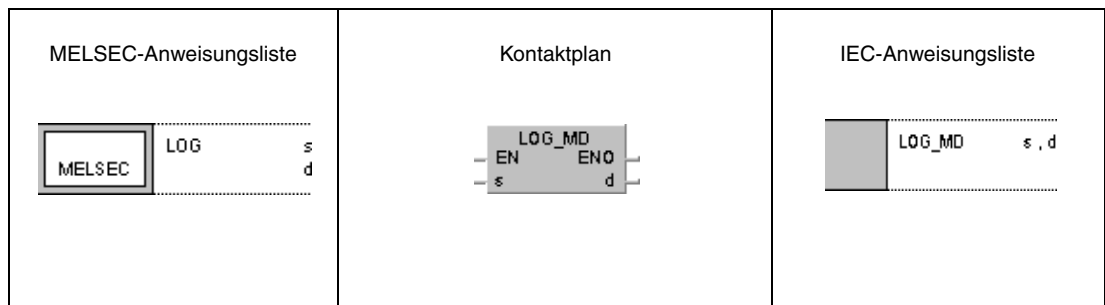 MELSEC-Anweisungsliste
MELSEC
LOG s
d
Kontaktplan
LOG_MD
EN ENO
s d
IEC-Anweisungsliste
LOG_MD s , d